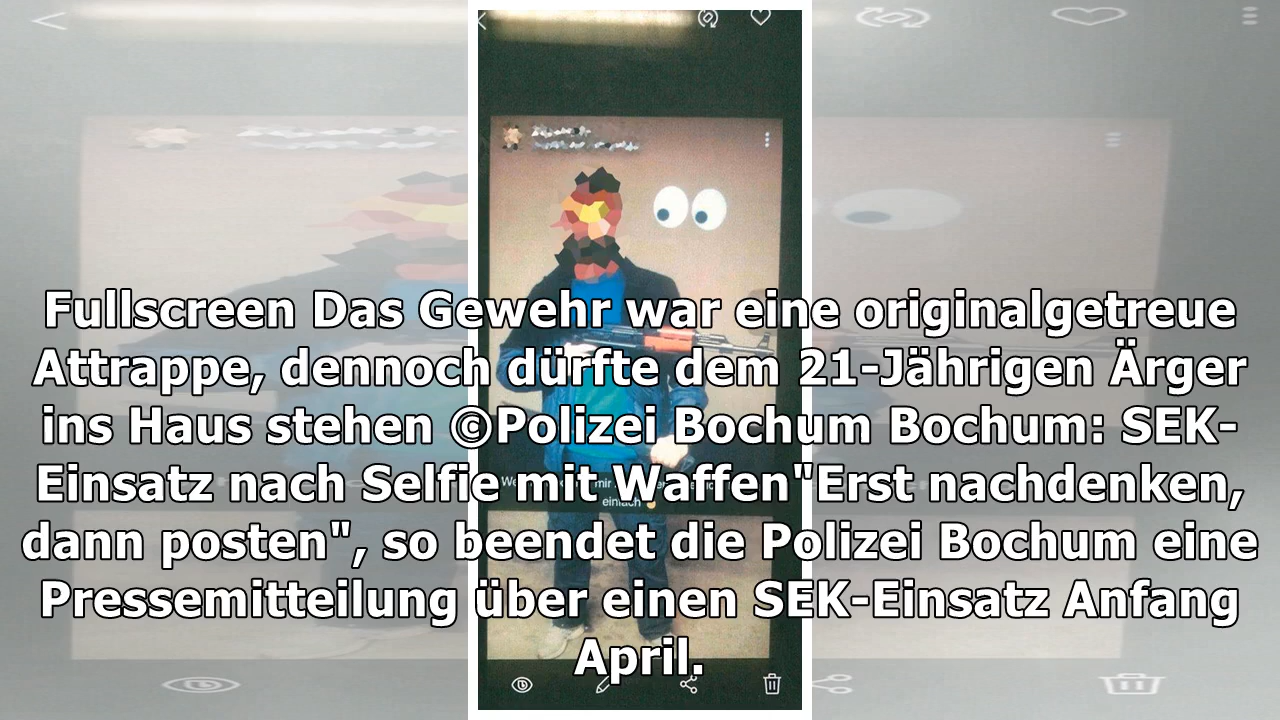 Fullscreen Das Gewehr war eine originalgetreue
Attrappe, dennoch dürfte dem 21-Jährigen Ärger
ins Haus stehen ©Polizei Bochum Bochum: SEK-
Einsatz nach Selfie mit Waffen"Erst nachdenken,
dann posten", so beendet die Polizei Bochum eine
Pressemitteilung über einen SEK-Einsatz Anfang
April.
mir
einfach